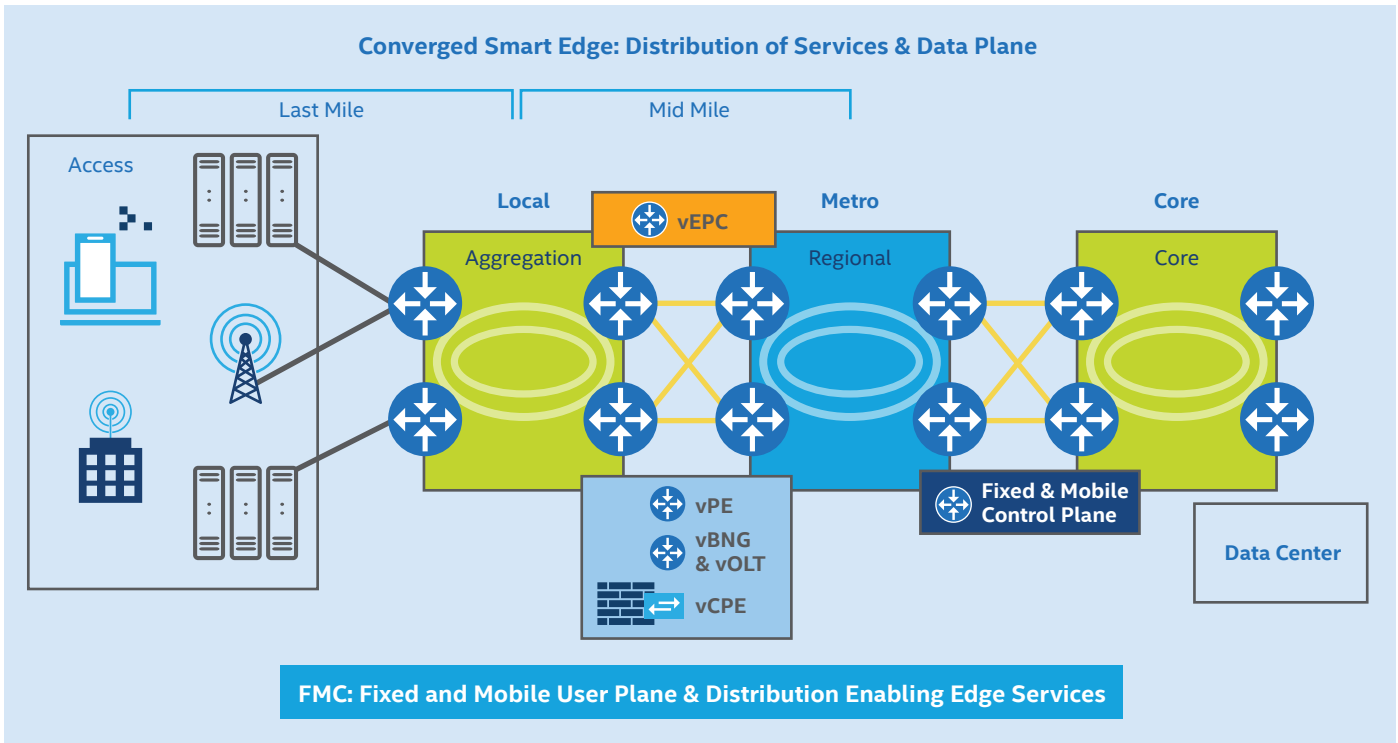 Converged Smart Edge: Distribution of Services & Data Plane
Last Mile
Mid Mile
Access
Local
Metro
Core
vEPC
Aggregation
Regional
Core
vPE
vBNG
& vOLT
vCPE
Fixed & Mobile
Control Plane
Data Center
FMC: Fixed and Mobile User Plane & Distribution Enabling Edge Services